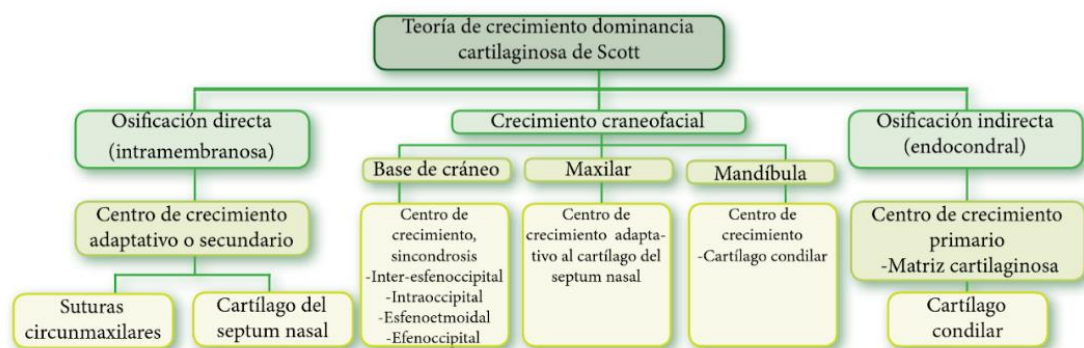 Teoría de crecimiento dominancia
cartilaginosa de Scott
Osificación directa
(intramembranosa)
Centro de crecimiento
adaptativo o secundario
Suturas
circunmaxilares
Cartílago del
septum nasal
Crecimiento craneofacial
Base de cráneo
Centro de
crecimiento,
sincondrosis
-Inter-esfenoccipital
-Intraoccipital
-Esfenoetmoidal
-Efenoccipital
Maxilar
Centro de
crecimiento adapta-
tivo al cartílago del
septum nasal
Mandíbula
Centro de
crecimiento
-Cartílago condilar
Osificación indirecta
(endocondral)
Centro de crecimiento
primario
-Matriz cartilaginosa
Cartílago
condilar